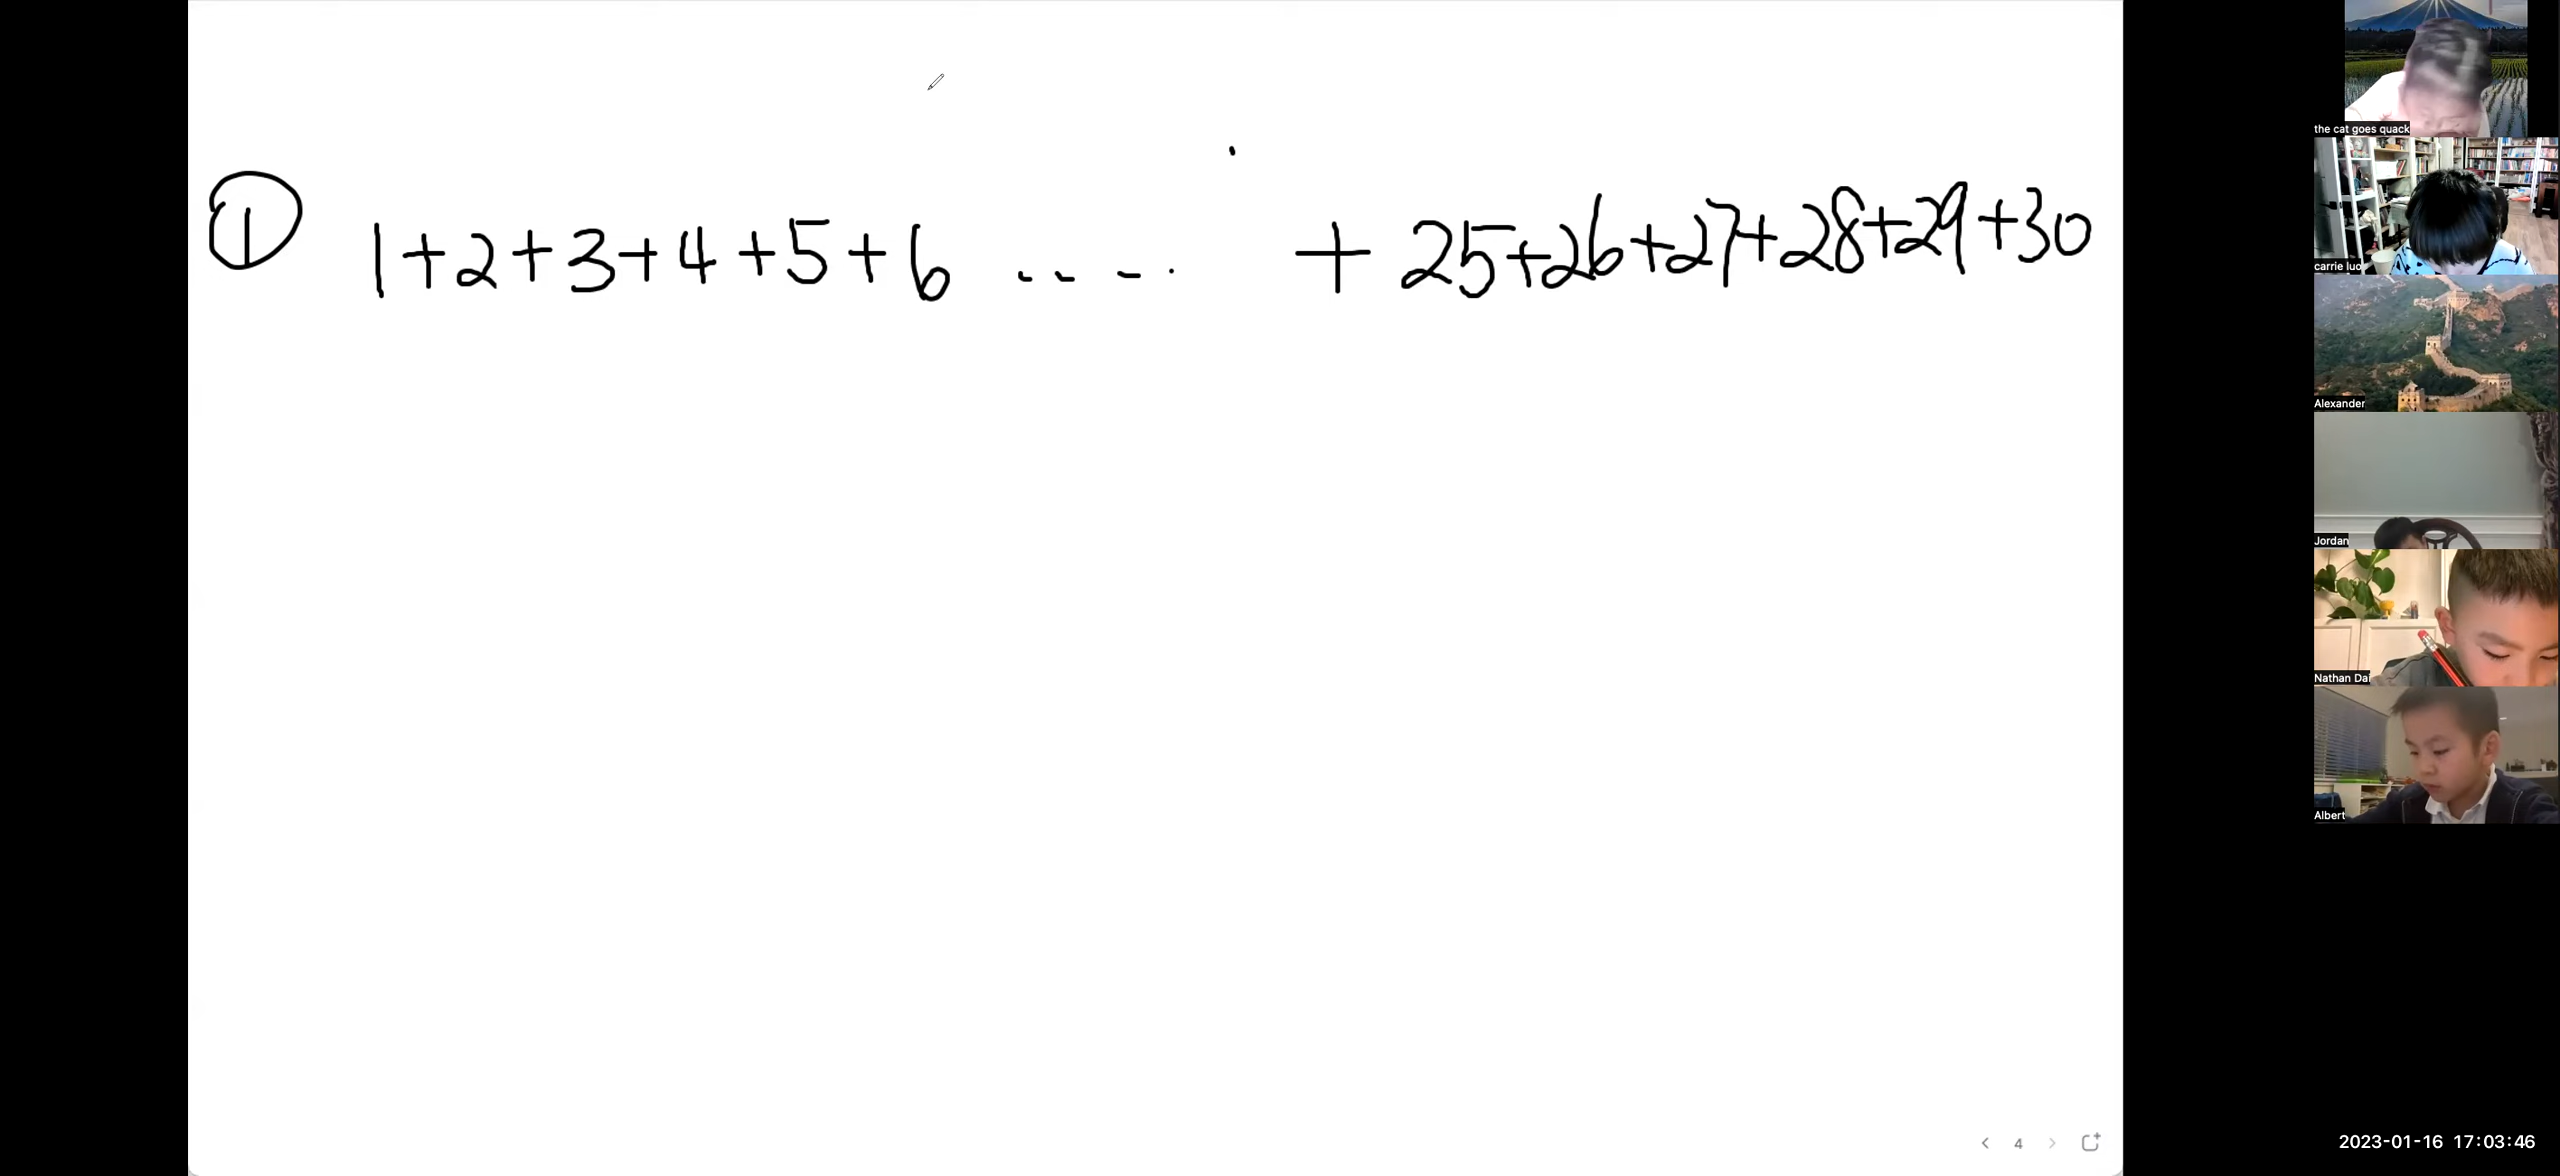 ① 1+2+3+4+5+6 ..... + 25+26+27+28+29+30
the cat goes quack
carrie luo
Alexander
Jordan
Nathan Dai
Albert
4
2023-01-16 17:03:46